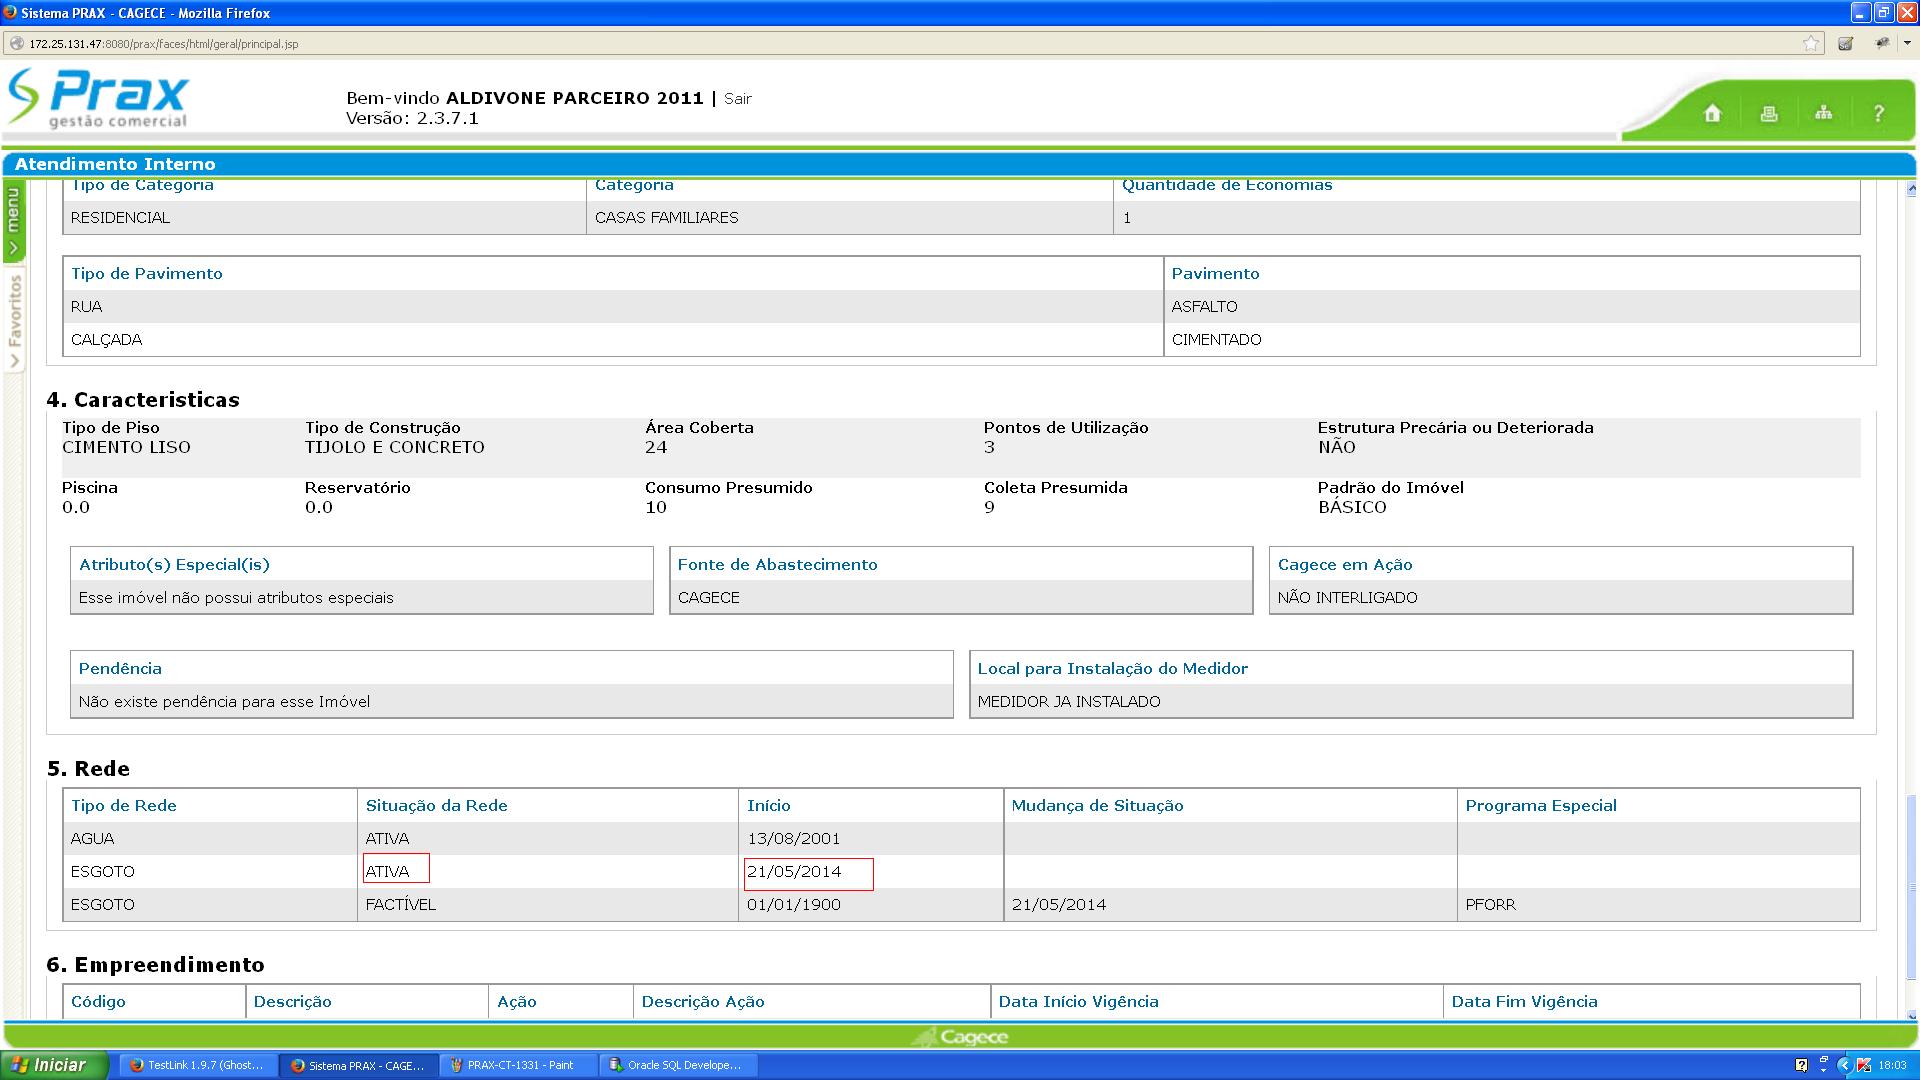 Sistema PRAX - CAGECE - Mozilla Firefox
172.25.131.47:8080/prax/faces/html/geral/principal.jsp
Prax
gestão comercial
Bem-vindo ALDIVONE PARCEIRO 2011 | Sair
Versão: 2.3.7.1
?
Atendimento Interno
menu
Favoritos
Tipo de Categoria Categoria Quantidade de Economias
RESIDENCIAL CASAS FAMILIARES 1
Tipo de Pavimento Pavimento
RUA ASFALTO
CALÇADA CIMENTADO
4. Caracteristicas
Tipo de Piso Tipo de Construção Área Coberta Pontos de Utilização Estrutura Precária ou Deteriorada
CIMENTO LISO TIJOLO E CONCRETO 24 3 NÃO
Piscina Reservatório Consumo Presumido Coleta Presumida Padrão do Imóvel
0.0 0.0 10 9 BÁSICO
Atributo(s) Especial(is) Fonte de Abastecimento Cagece em Ação
Esse imóvel não possui atributos especiais CAGECE NÃO INTERLIGADO
Pendência Local para Instalação do Medidor
Não existe pendência para esse Imóvel MEDIDOR JA INSTALADO
5. Rede
Tipo de Rede Situação da Rede Início Mudança de Situação Programa Especial
AGUA ATIVA 13/08/2001
ESGOTO ATIVA 21/05/2014
ESGOTO FACTÍVEL 01/01/1900 21/05/2014 PFORR
6. Empreendimento
Código Descrição Ação Descrição Ação Data Início Vigência Data Fim Vigência
Cagece
Iniciar TestLink 1.9.7 (Ghost... Sistema PRAX - CAGE... PRAX-CT-1331 - Paint Oracle SQL Develope... 18:03